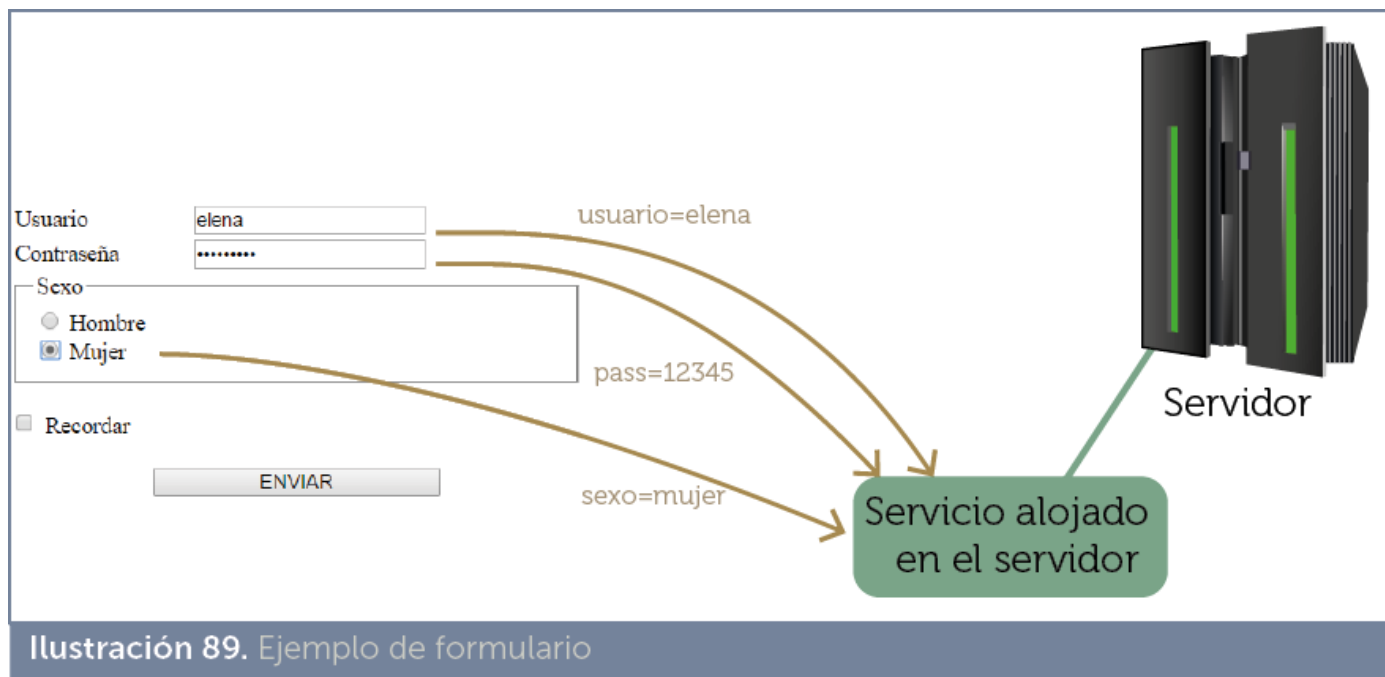 Usuario
elena
usuario=elena
Contraseña
•••••••••
Sexo
Hombre
Mujer
pass=12345
Recordar
ENVIAR
sexo=mujer
Servidor
Servicio alojado
en el servidor
Ilustración 89. Ejemplo de formulario